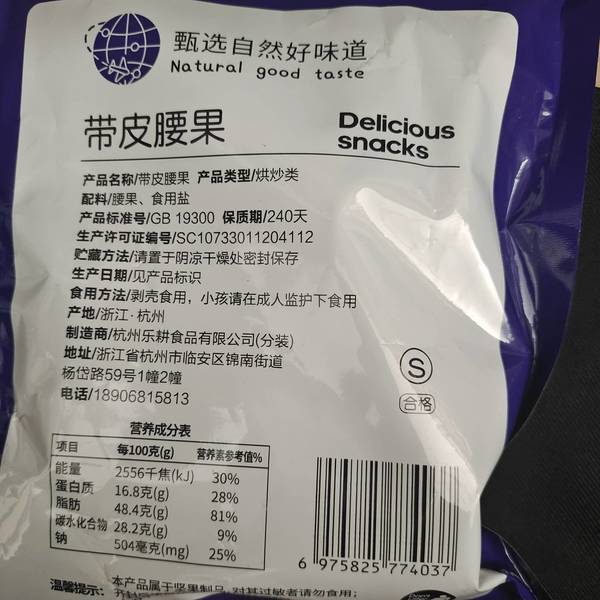 甄选自然好味道
Natural good taste
带皮腰果
Delicious
snacks
产品名称/带皮腰果 产品类型/烘炒类
配料/腰果、食用盐
产品标准号/GB 19300 保质期/240天
生产许可证编号/SC10733011204112
贮藏方法/请置于阴凉干燥处密封保存
生产日期/见产品标识
食用方法/剥壳食用，小孩请在成人监护下食用
产地/浙江·杭州
制造商/杭州乐耕食品有限公司(分装)
地址/浙江省杭州市临安区锦南街道
杨岱路59号1幢2幢
电话/18906815813
S
合格
营养成分表
项目 每100克(g) 营养素参考值%
能量 2556千焦(kJ) 30%
蛋白质 16.8克(g) 28%
脂肪 48.4克(g) 81%
碳水化合物 28.2克(g) 9%
钠 504毫克(mg) 25%
6 975825 774037
温馨提示：本产品属于坚果制品，对其过敏者请勿食用；